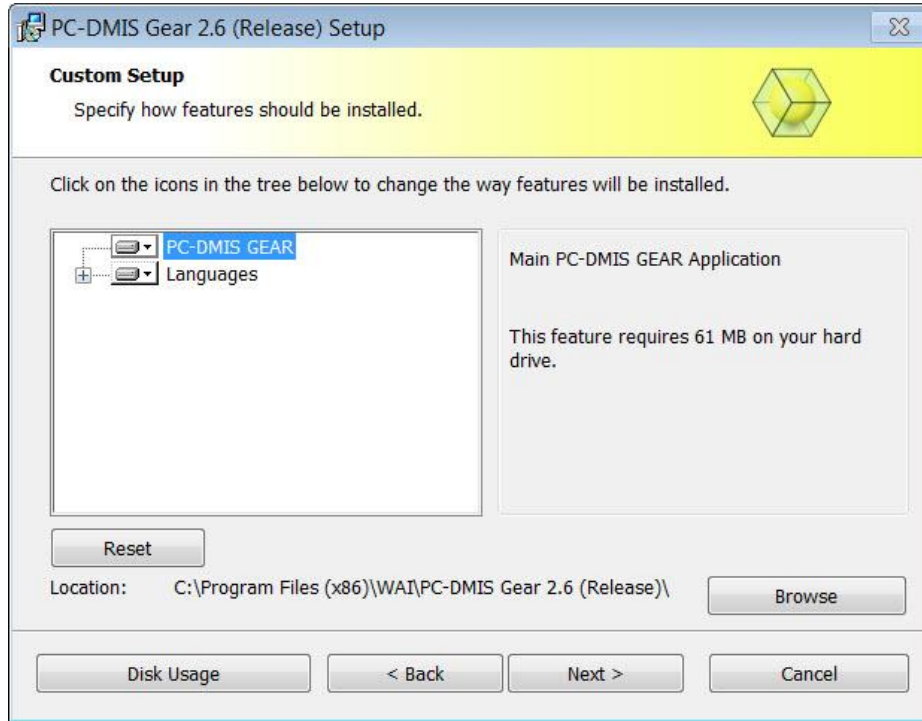 PC-DMIS Gear 2.6 (Release) Setup
Custom Setup
Specify how features should be installed.
Click on the icons in the tree below to change the way features will be installed.
PC-DMIS GEAR
Languages
Main PC-DMIS GEAR Application
This feature requires 61 MB on your hard
drive.
Reset
Location: C:\Program Files (x86)\WAI\PC-DMIS Gear 2.6 (Release)\
Browse
Disk Usage
< Back
Next >
Cancel